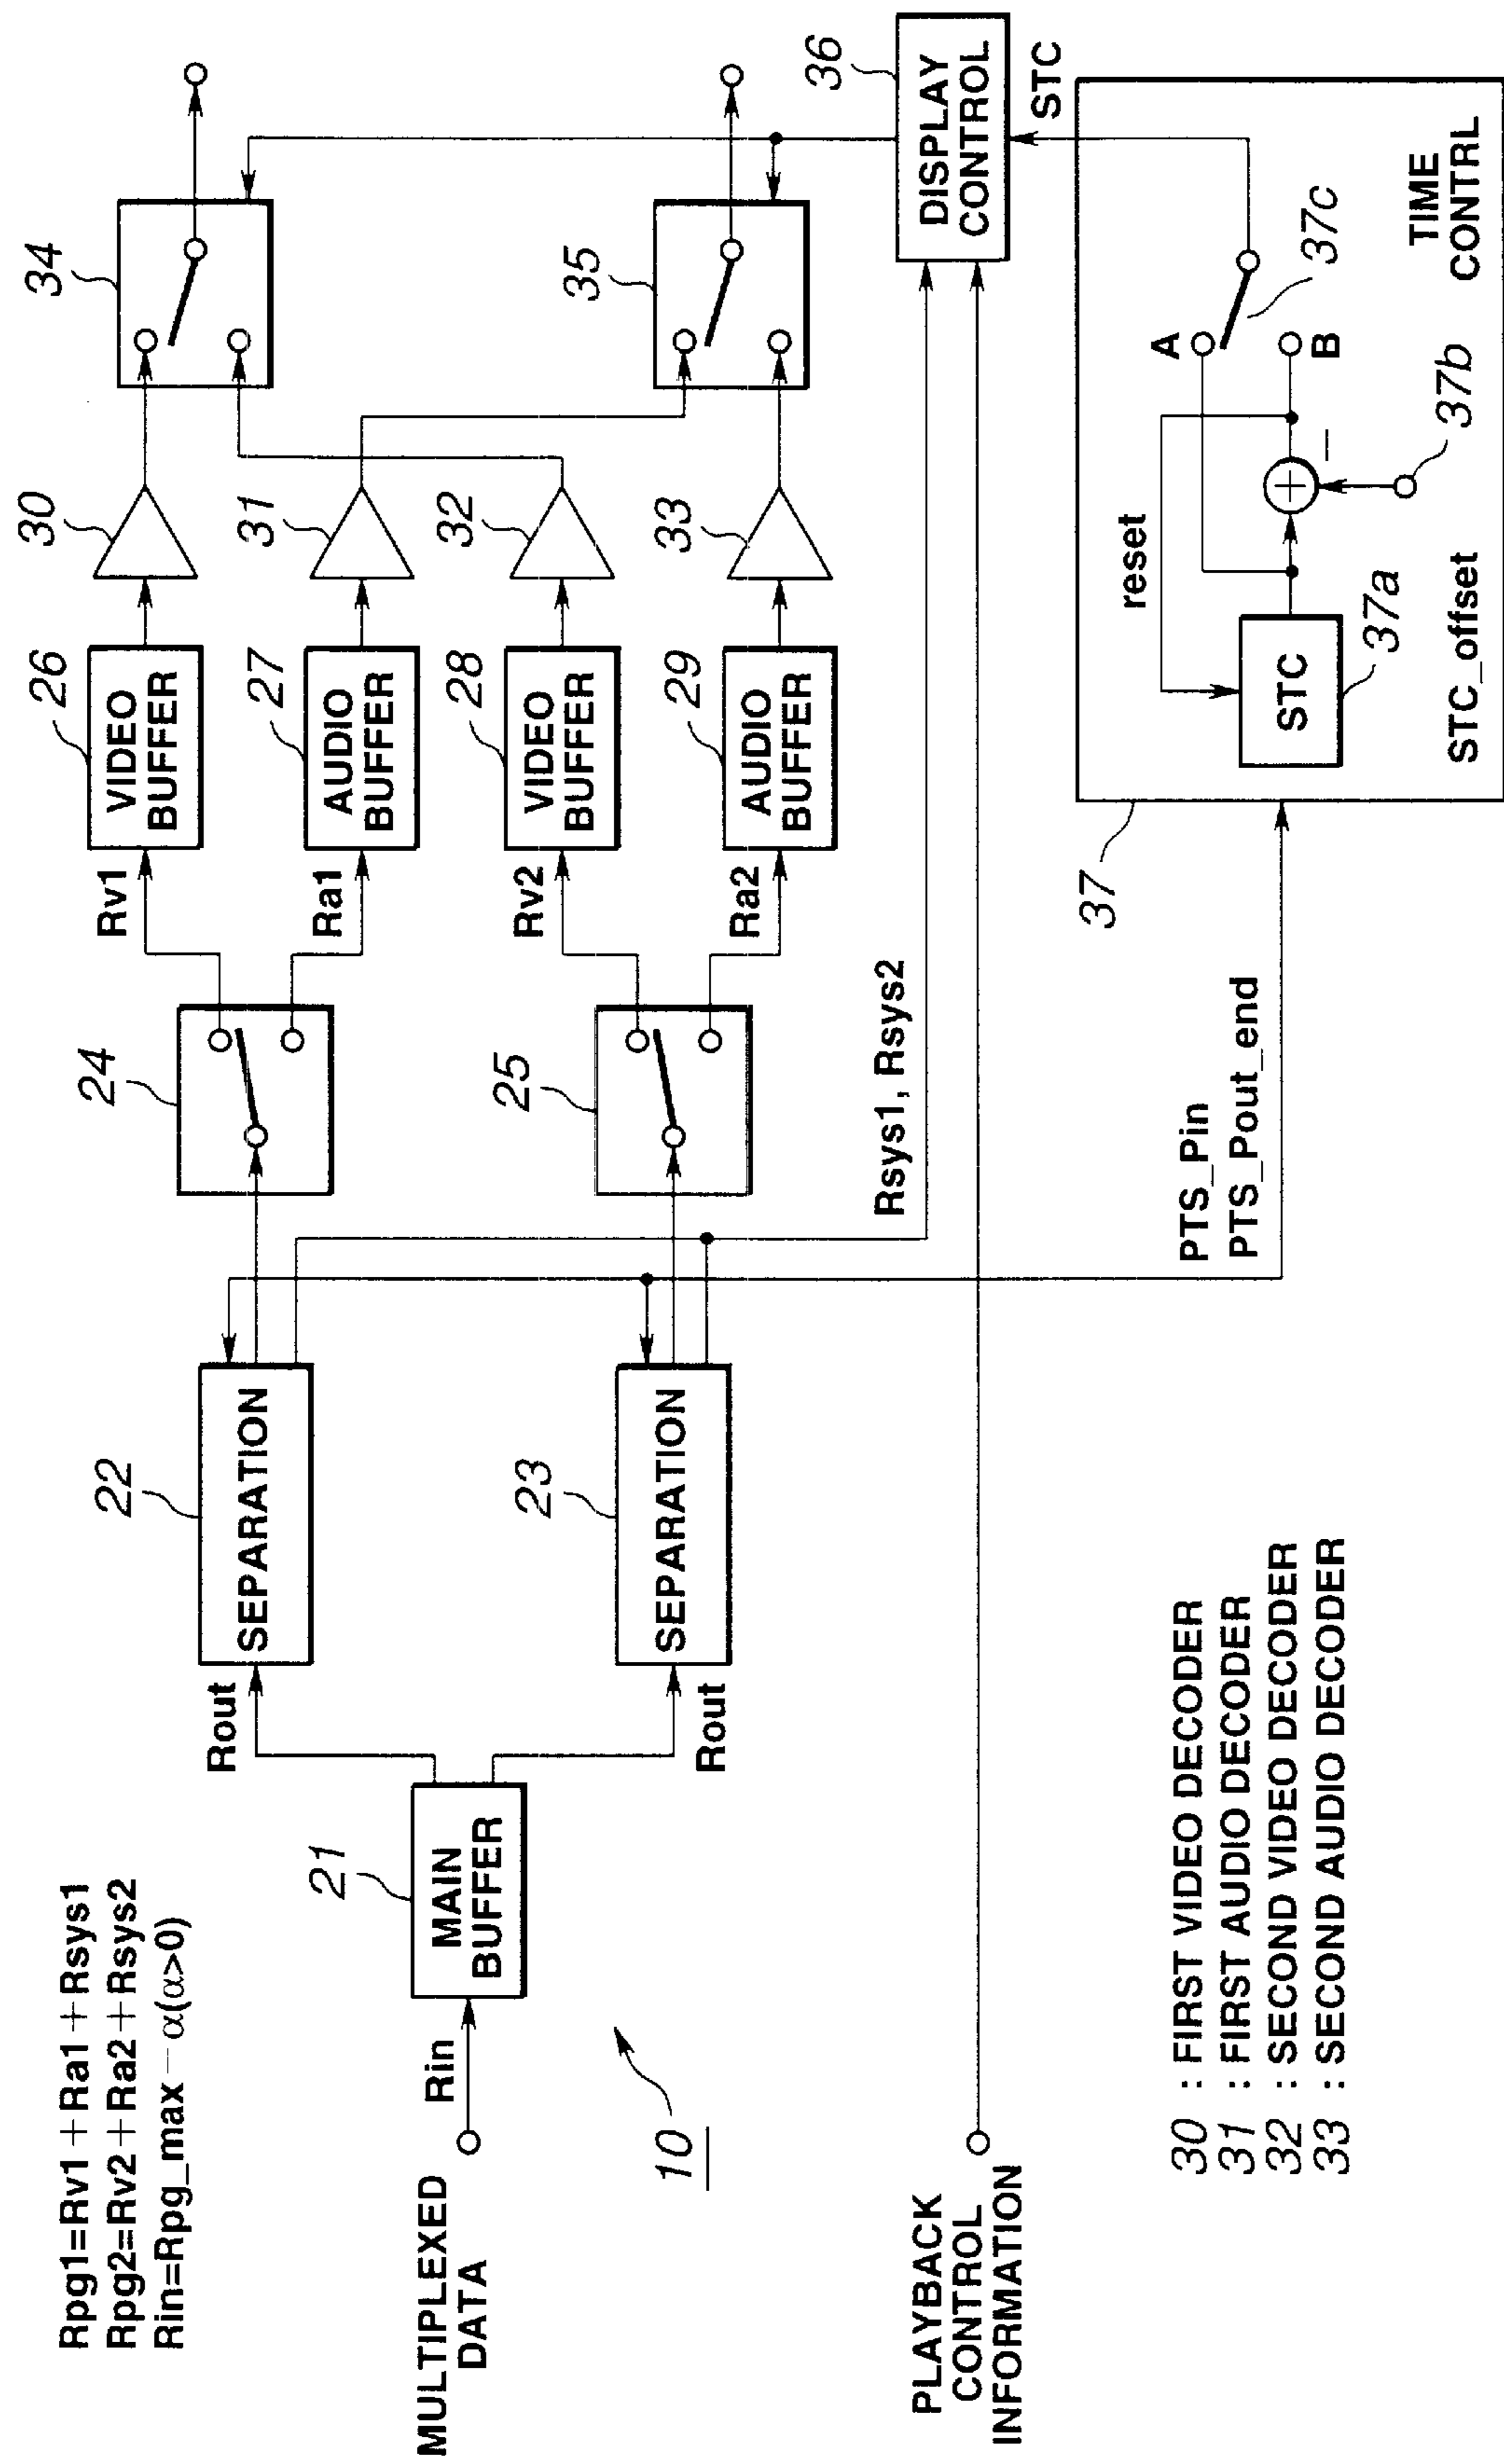 Rpg1=Rv1+Ra1+Rsys1
Rpg2=Rv2+Ra2+Rsys2
Rin=Rpg_max−α(α>0)
MULTIPLEXED
DATA
Rin
10
21
MAIN
BUFFER
Rout
Rout
22
SEPARATION
23
SEPARATION
24
25
Rv1
Ra1
Rv2
Ra2
26
VIDEO
BUFFER
27
AUDIO
BUFFER
28
VIDEO
BUFFER
29
AUDIO
BUFFER
30
31
32
33
34
35
Rsys1, Rsys2
36
DISPLAY
CONTROL
STC
PLAYBACK
CONTROL
INFORMATION
PTS_Pin
PTS_Pout_end
37
reset
STC
37a
STC_offset
+
−
37b
A
B
37c
TIME
CONTRL
30 : FIRST VIDEO DECODER
31 : FIRST AUDIO DECODER
32 : SECOND VIDEO DECODER
33 : SECOND AUDIO DECODER